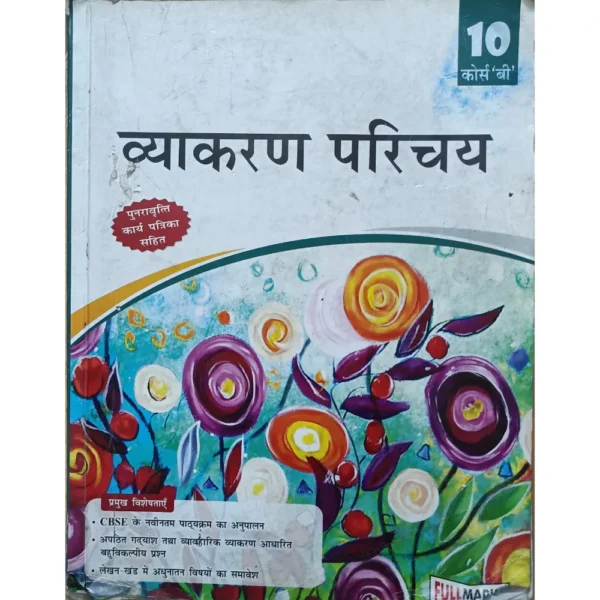 10
कोर्स 'बी'
व्याकरण परिचय
पुनरावृत्ति
कार्य पत्रिका
सहित
प्रमुख विशेषताएँ
• CBSE के नवीनतम पाठ्यक्रम का अनुपालन
• अपठित गद्यांश तथा व्यावहारिक व्याकरण आधारित
बहुविकल्पीय प्रश्न
• लेखन-खंड में अधुनातन विषयों का समावेश
FULLMARKS